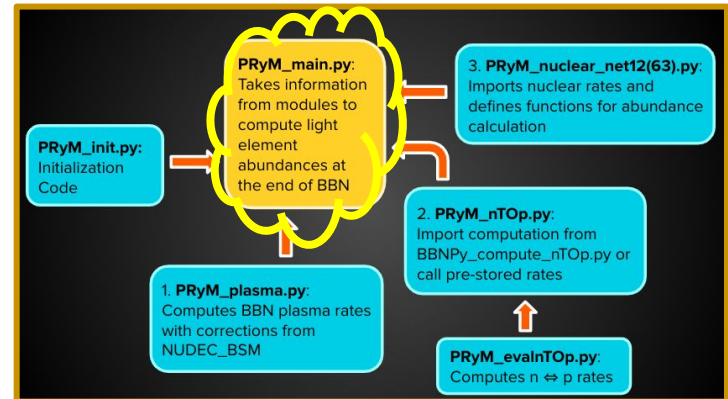 PRyM_main.py:
Takes information
from modules to
compute light
element
abundances at
the end of BBN
3. PRyM_nuclear_net12(63).py:
Imports nuclear rates and
defines functions for abundance
calculation
PRyM_init.py:
Initialization
Code
2. PRyM_nTOp.py:
Import computation from
BBNPy_compute_nTOp.py or
call pre-stored rates
1. PRyM_plasma.py:
Computes BBN plasma rates
with corrections from
NUDEC_BSM
PRyM_evalnTOp.py:
Computes n ⇔ p rates